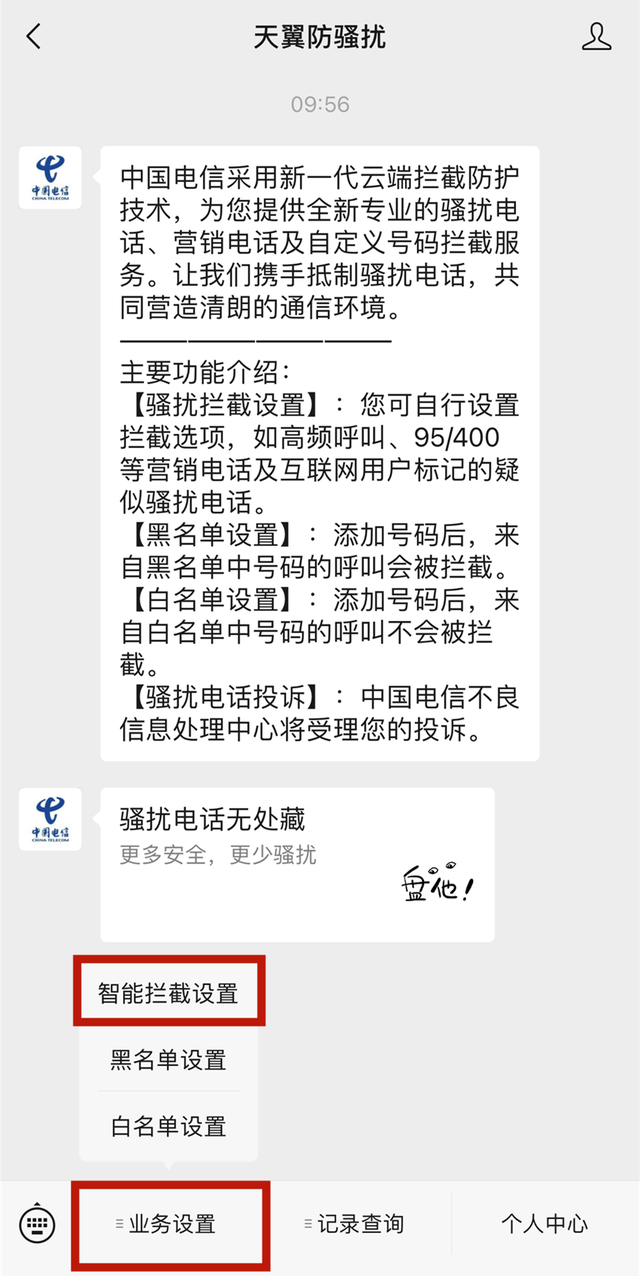 天翼防骚扰
09:56
中国电信
CHINA TELECOM
中国电信采用新一代云端拦截防护
技术，为您提供全新专业的骚扰电
话、营销电话及自定义号码拦截服
务。让我们携手抵制骚扰电话，共
同营造清朗的通信环境。
————————————
主要功能介绍：
【骚扰拦截设置】：您可自行设置
拦截选项，如高频呼叫、95/400
等营销电话及互联网用户标记的疑
似骚扰电话。
【黑名单设置】：添加号码后，来
自黑名单中号码的呼叫会被拦截。
【白名单设置】：添加号码后，来
自白名单中号码的呼叫不会被拦
截。
【骚扰电话投诉】：中国电信不良
信息处理中心将受理您的投诉。
中国电信
CHINA TELECOM
骚扰电话无处藏
更多安全，更少骚扰
盘他！
智能拦截设置
黑名单设置
白名单设置
业务设置
记录查询
个人中心